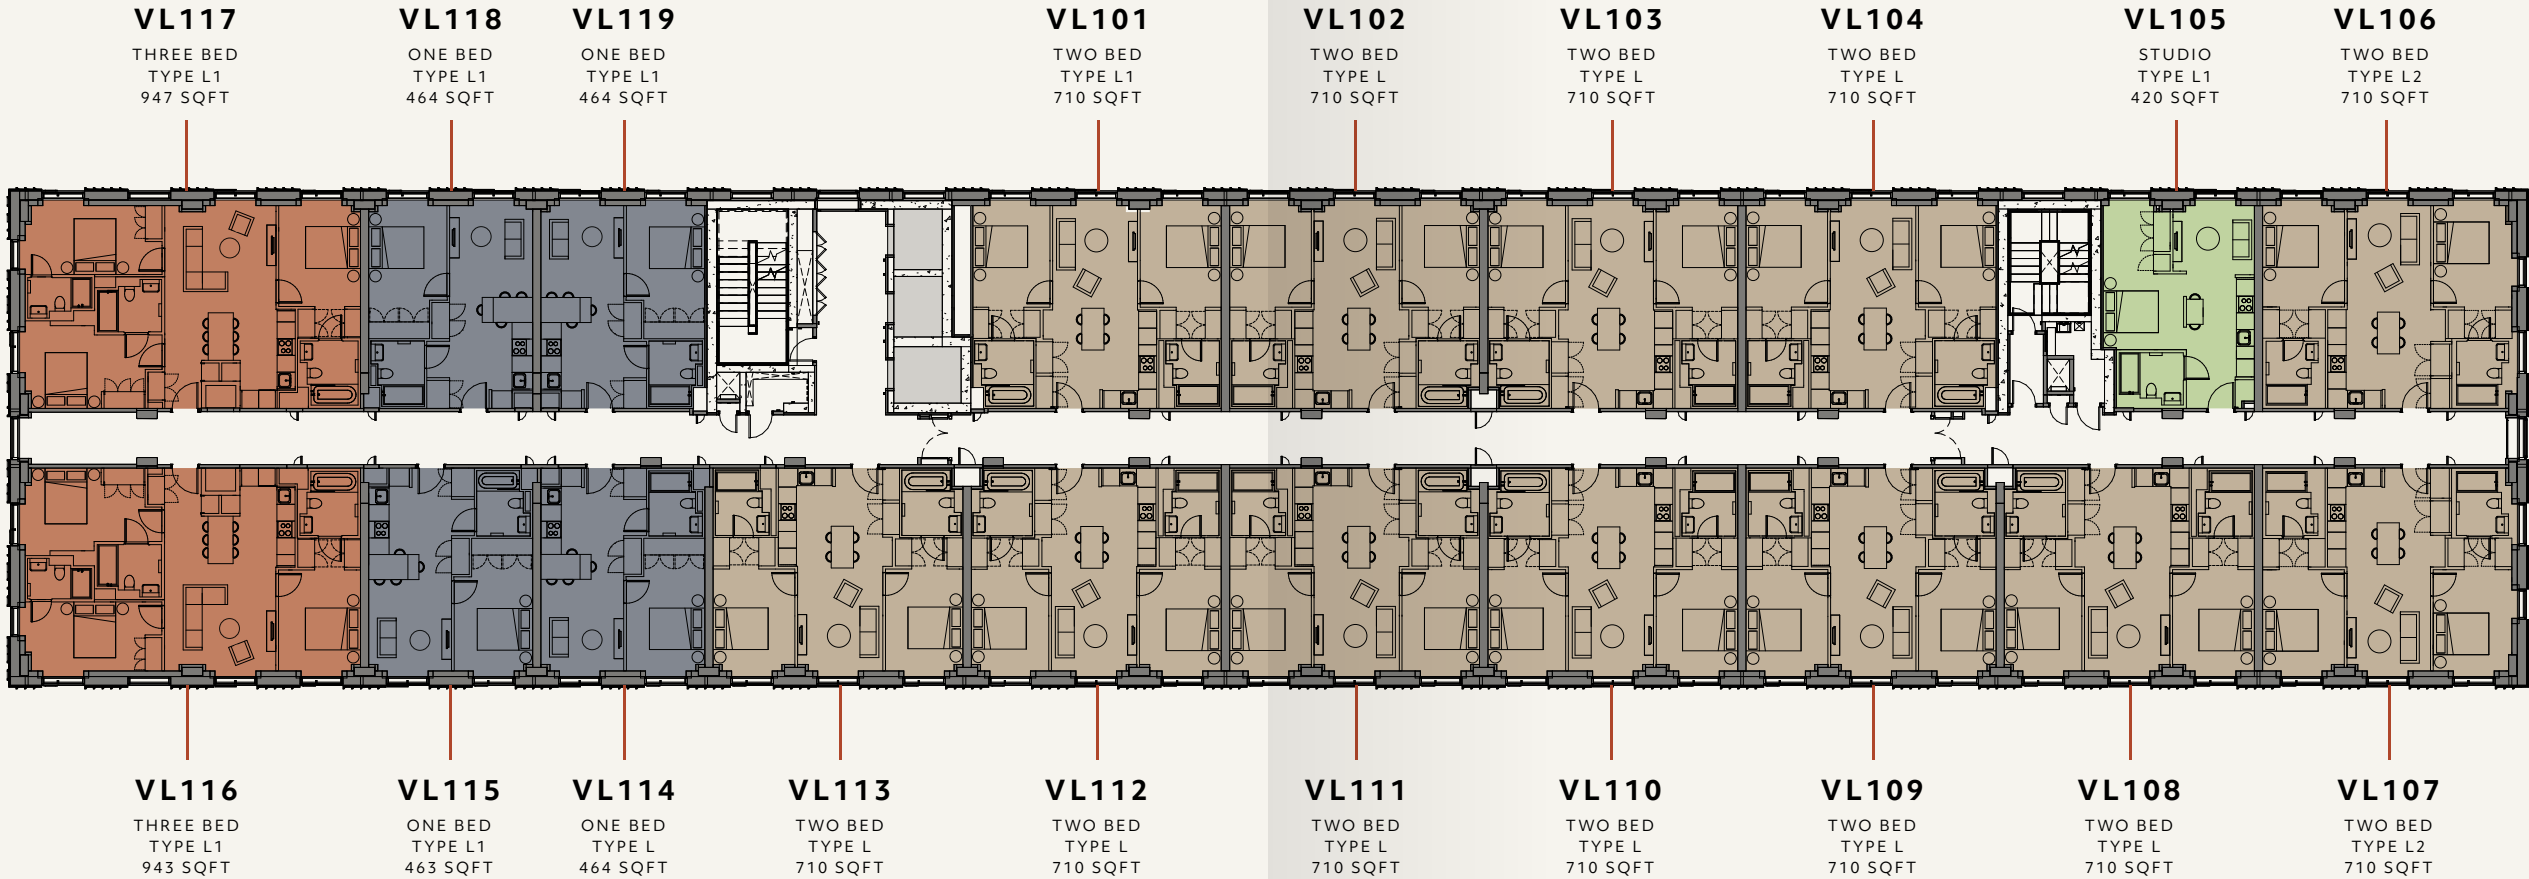 VL117
THREE BED
TYPE L1
947 SQFT
VL118
ONE BED
TYPE L1
464 SQFT
VL119
ONE BED
TYPE L1
464 SQFT
VL101
TWO BED
TYPE L1
710 SQFT
VL102
TWO BED
TYPE L
710 SQFT
VL103
TWO BED
TYPE L
710 SQFT
VL104
TWO BED
TYPE L
710 SQFT
VL105
STUDIO
TYPE L1
420 SQFT
VL106
TWO BED
TYPE L2
710 SQFT
VL116
THREE BED
TYPE L1
943 SQFT
VL115
ONE BED
TYPE L1
463 SQFT
VL114
ONE BED
TYPE L
464 SQFT
VL113
TWO BED
TYPE L
710 SQFT
VL112
TWO BED
TYPE L
710 SQFT
VL111
TWO BED
TYPE L
710 SQFT
VL110
TWO BED
TYPE L
710 SQFT
VL109
TWO BED
TYPE L
710 SQFT
VL108
TWO BED
TYPE L
710 SQFT
VL107
TWO BED
TYPE L2
710 SQFT